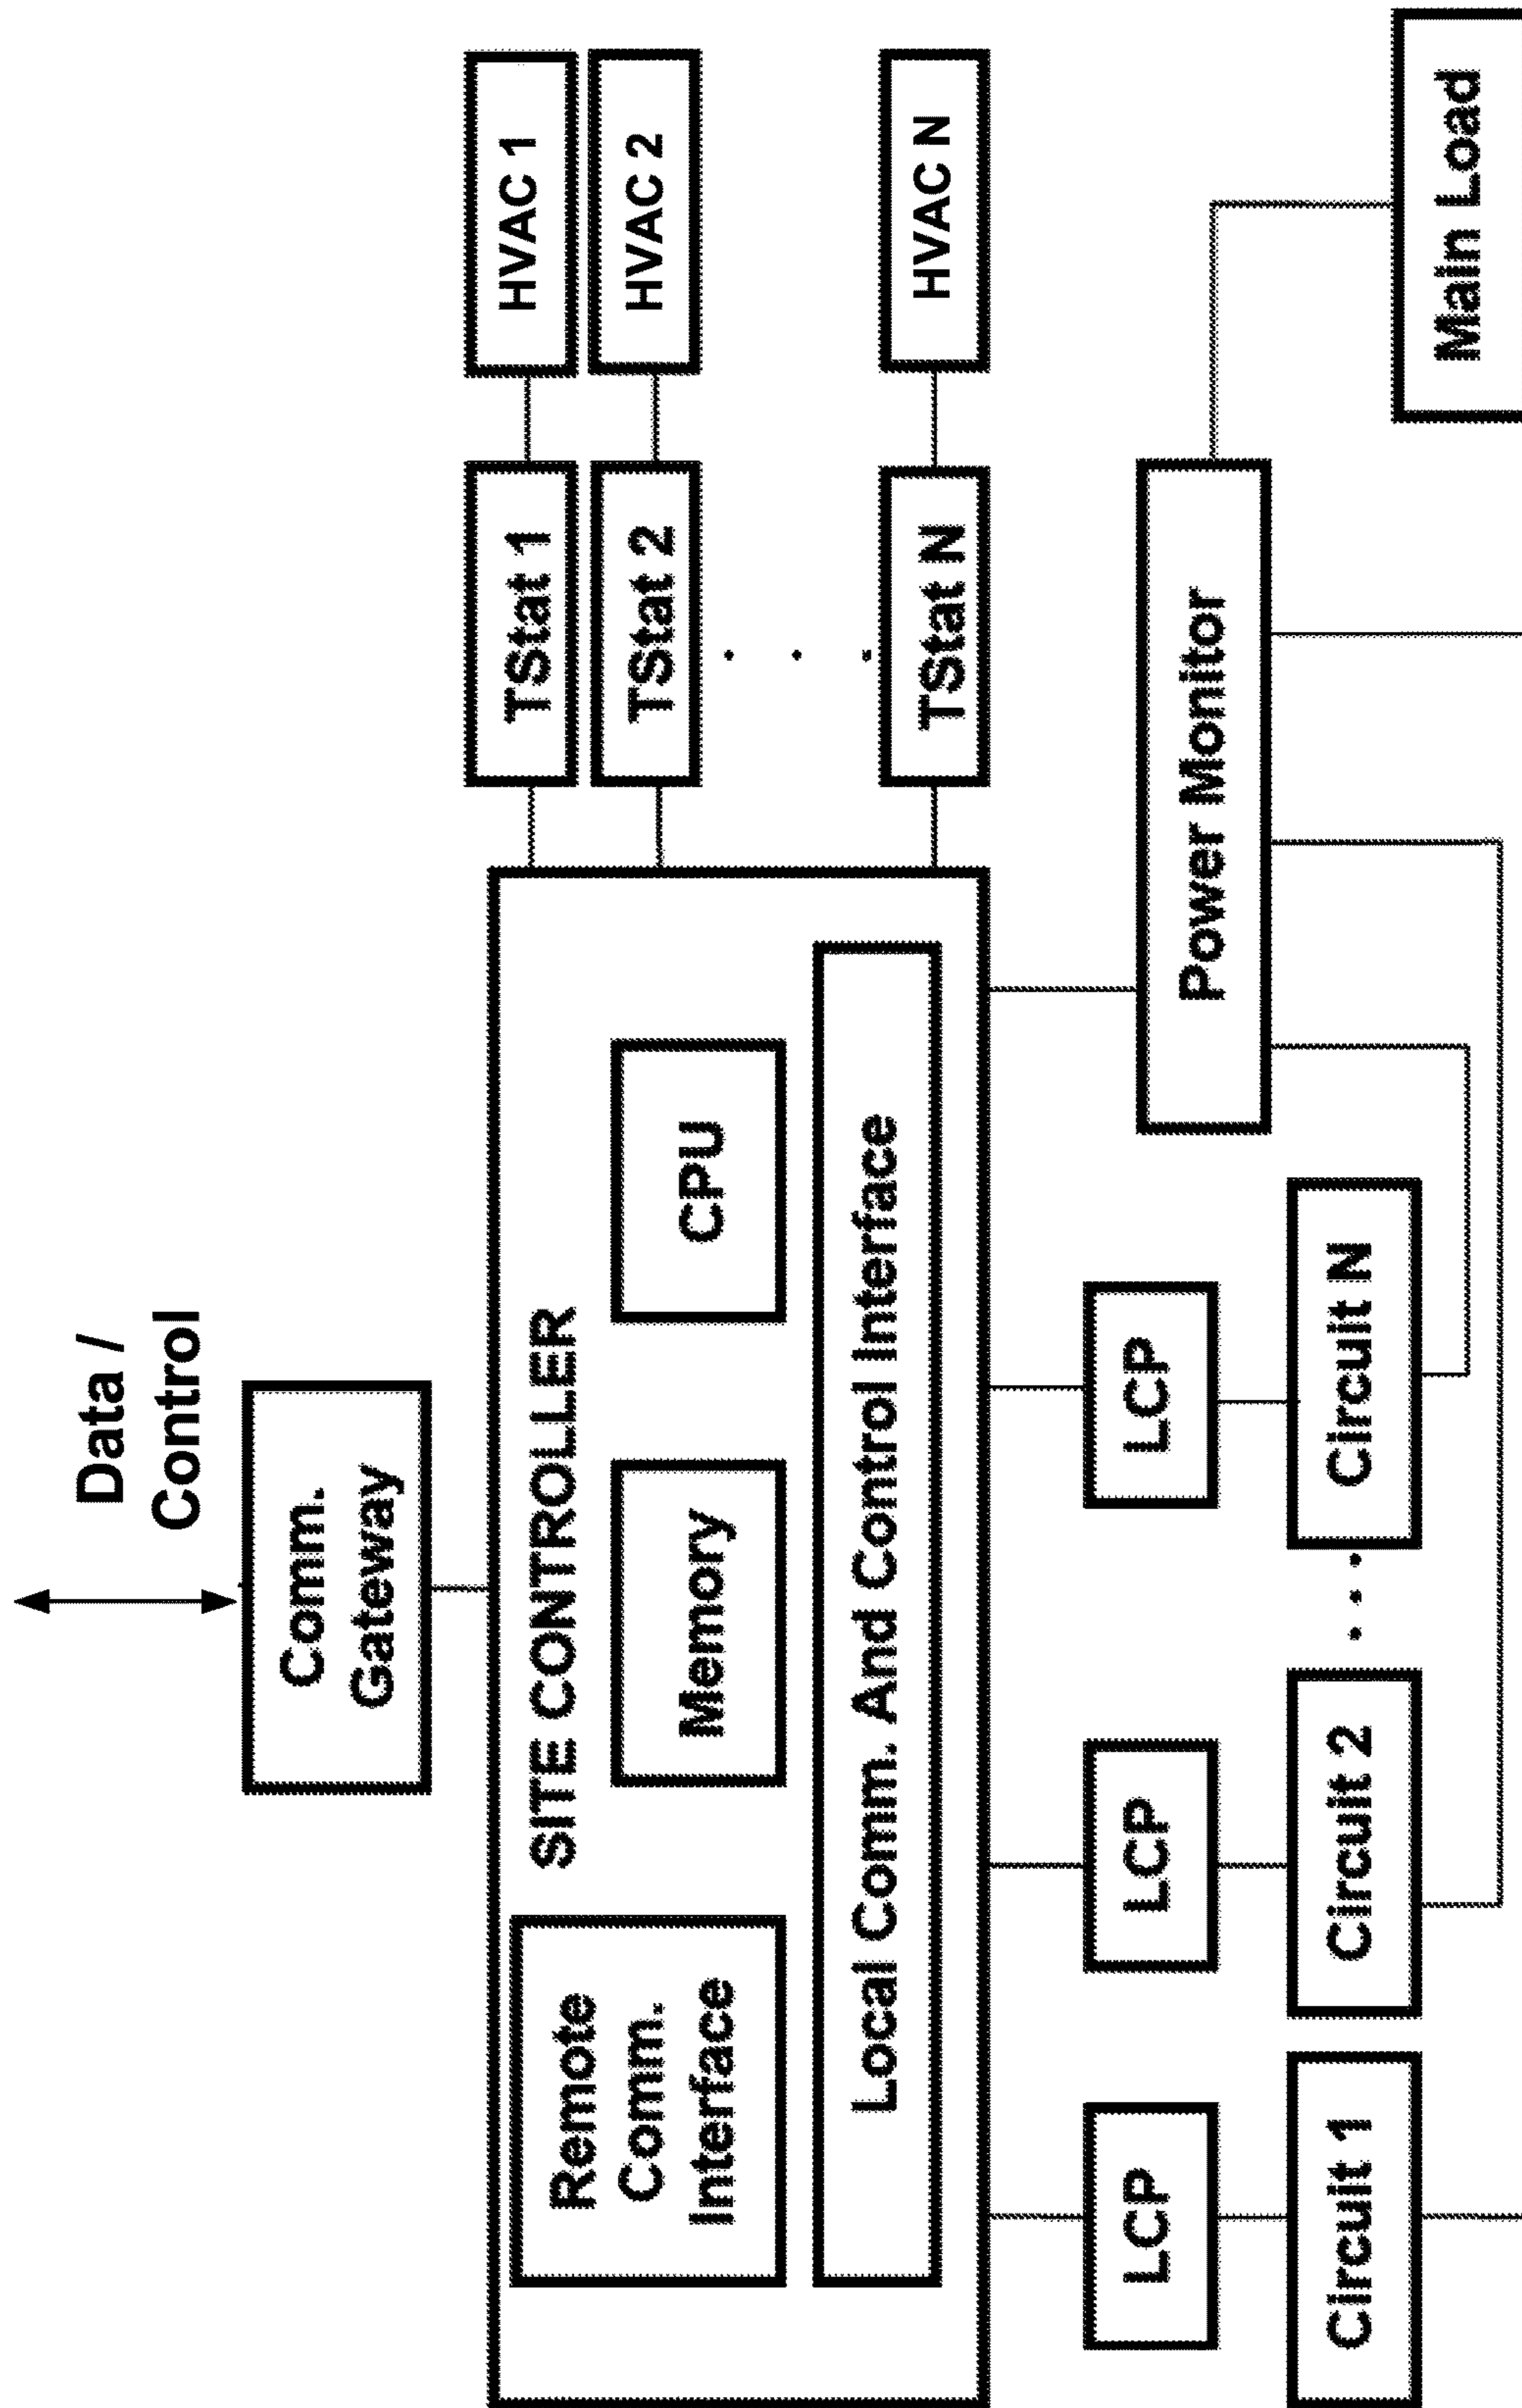 Data /
Control
Comm.
Gateway
SITE CONTROLLER
Remote
Comm.
Interface
Memory
CPU
Local Comm. And Control Interface
TStat 1
HVAC 1
TStat 2
HVAC 2
. . .
TStat N
HVAC N
LCP
LCP
LCP
Power Monitor
Circuit 1
Circuit 2
. . .
Circuit N
Main Load